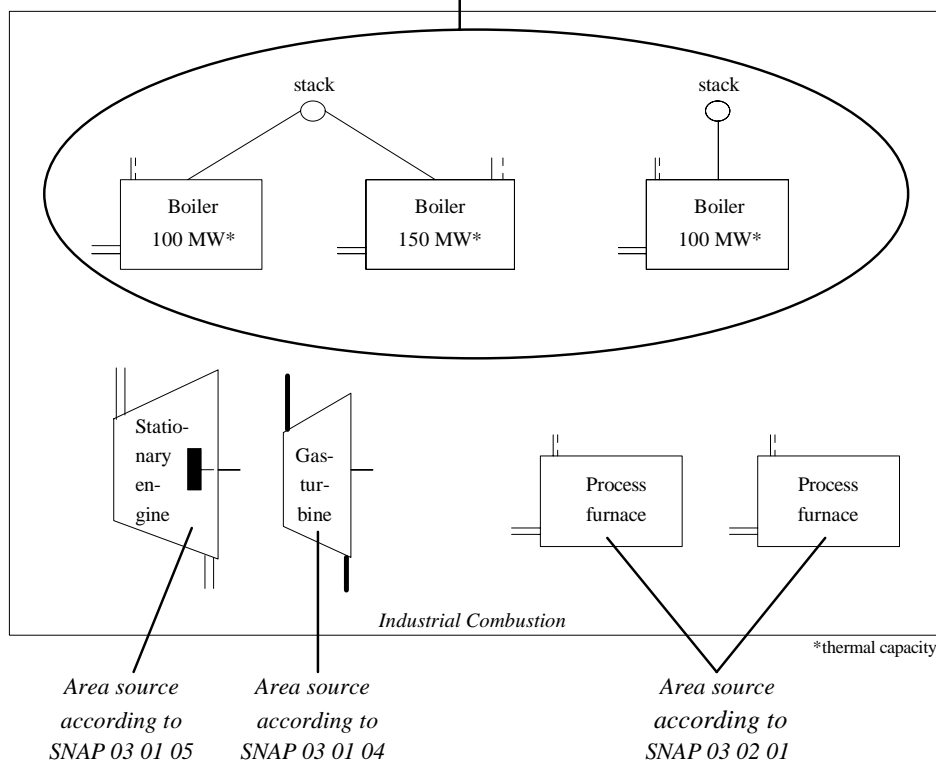 stack
stack
Boiler
100 MW*
Boiler
150 MW*
Boiler
100 MW*
Statio-
nary
en-
gine
Gas-
tur-
bine
Process
furnace
Process
furnace
Industrial Combustion
*thermal capacity
Area source
according to
SNAP 03 01 05
Area source
according to
SNAP 03 01 04
Area source
according to
SNAP 03 02 01